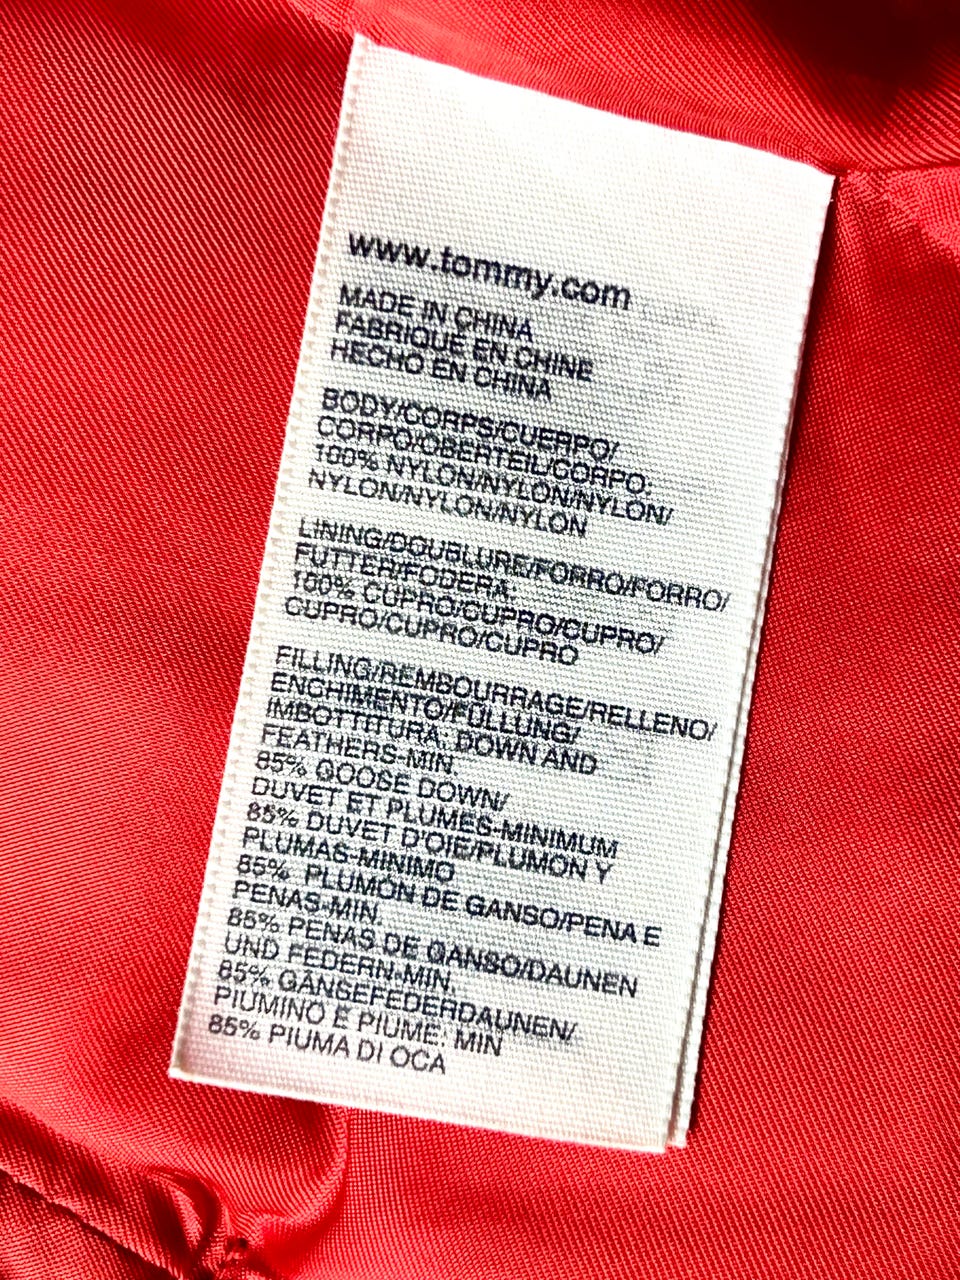 www.tommy.com
MADE IN CHINA
FABRIQUÉ EN CHINE
HECHO EN CHINA
BODY/CORPS/CUERPO/
CORPO/OBERTEIL/CORPO:
100% NYLON/NYLON/NYLON/
NYLON/NYLON/NYLON
LINING/DOUBLURE/FORRO/FORRO/
FUTTER/FODERA:
100% CUPRO/CUPRO/CUPRO/
CUPRO/CUPRO/CUPRO
FILLING/REMBOURRAGE/RELLENO/
ENCHIMENTO/FÜLLUNG/
IMBOTTITURA: DOWN AND
FEATHERS-MIN.
85% GOOSE DOWN/
DUVET ET PLUMES-MINIMUM
85% DUVET D'OIE/PLUMON Y
PLUMAS-MINIMO
85% PLUMÓN DE GANSO/PENA E
PENAS-MIN.
85% PENAS DE GANSO/DAUNEN
UND FEDERN-MIN.
85% GÄNSEFEDERDAUNEN/
PIUMINO E PIUME: MIN
85% PIUMA DI OCA